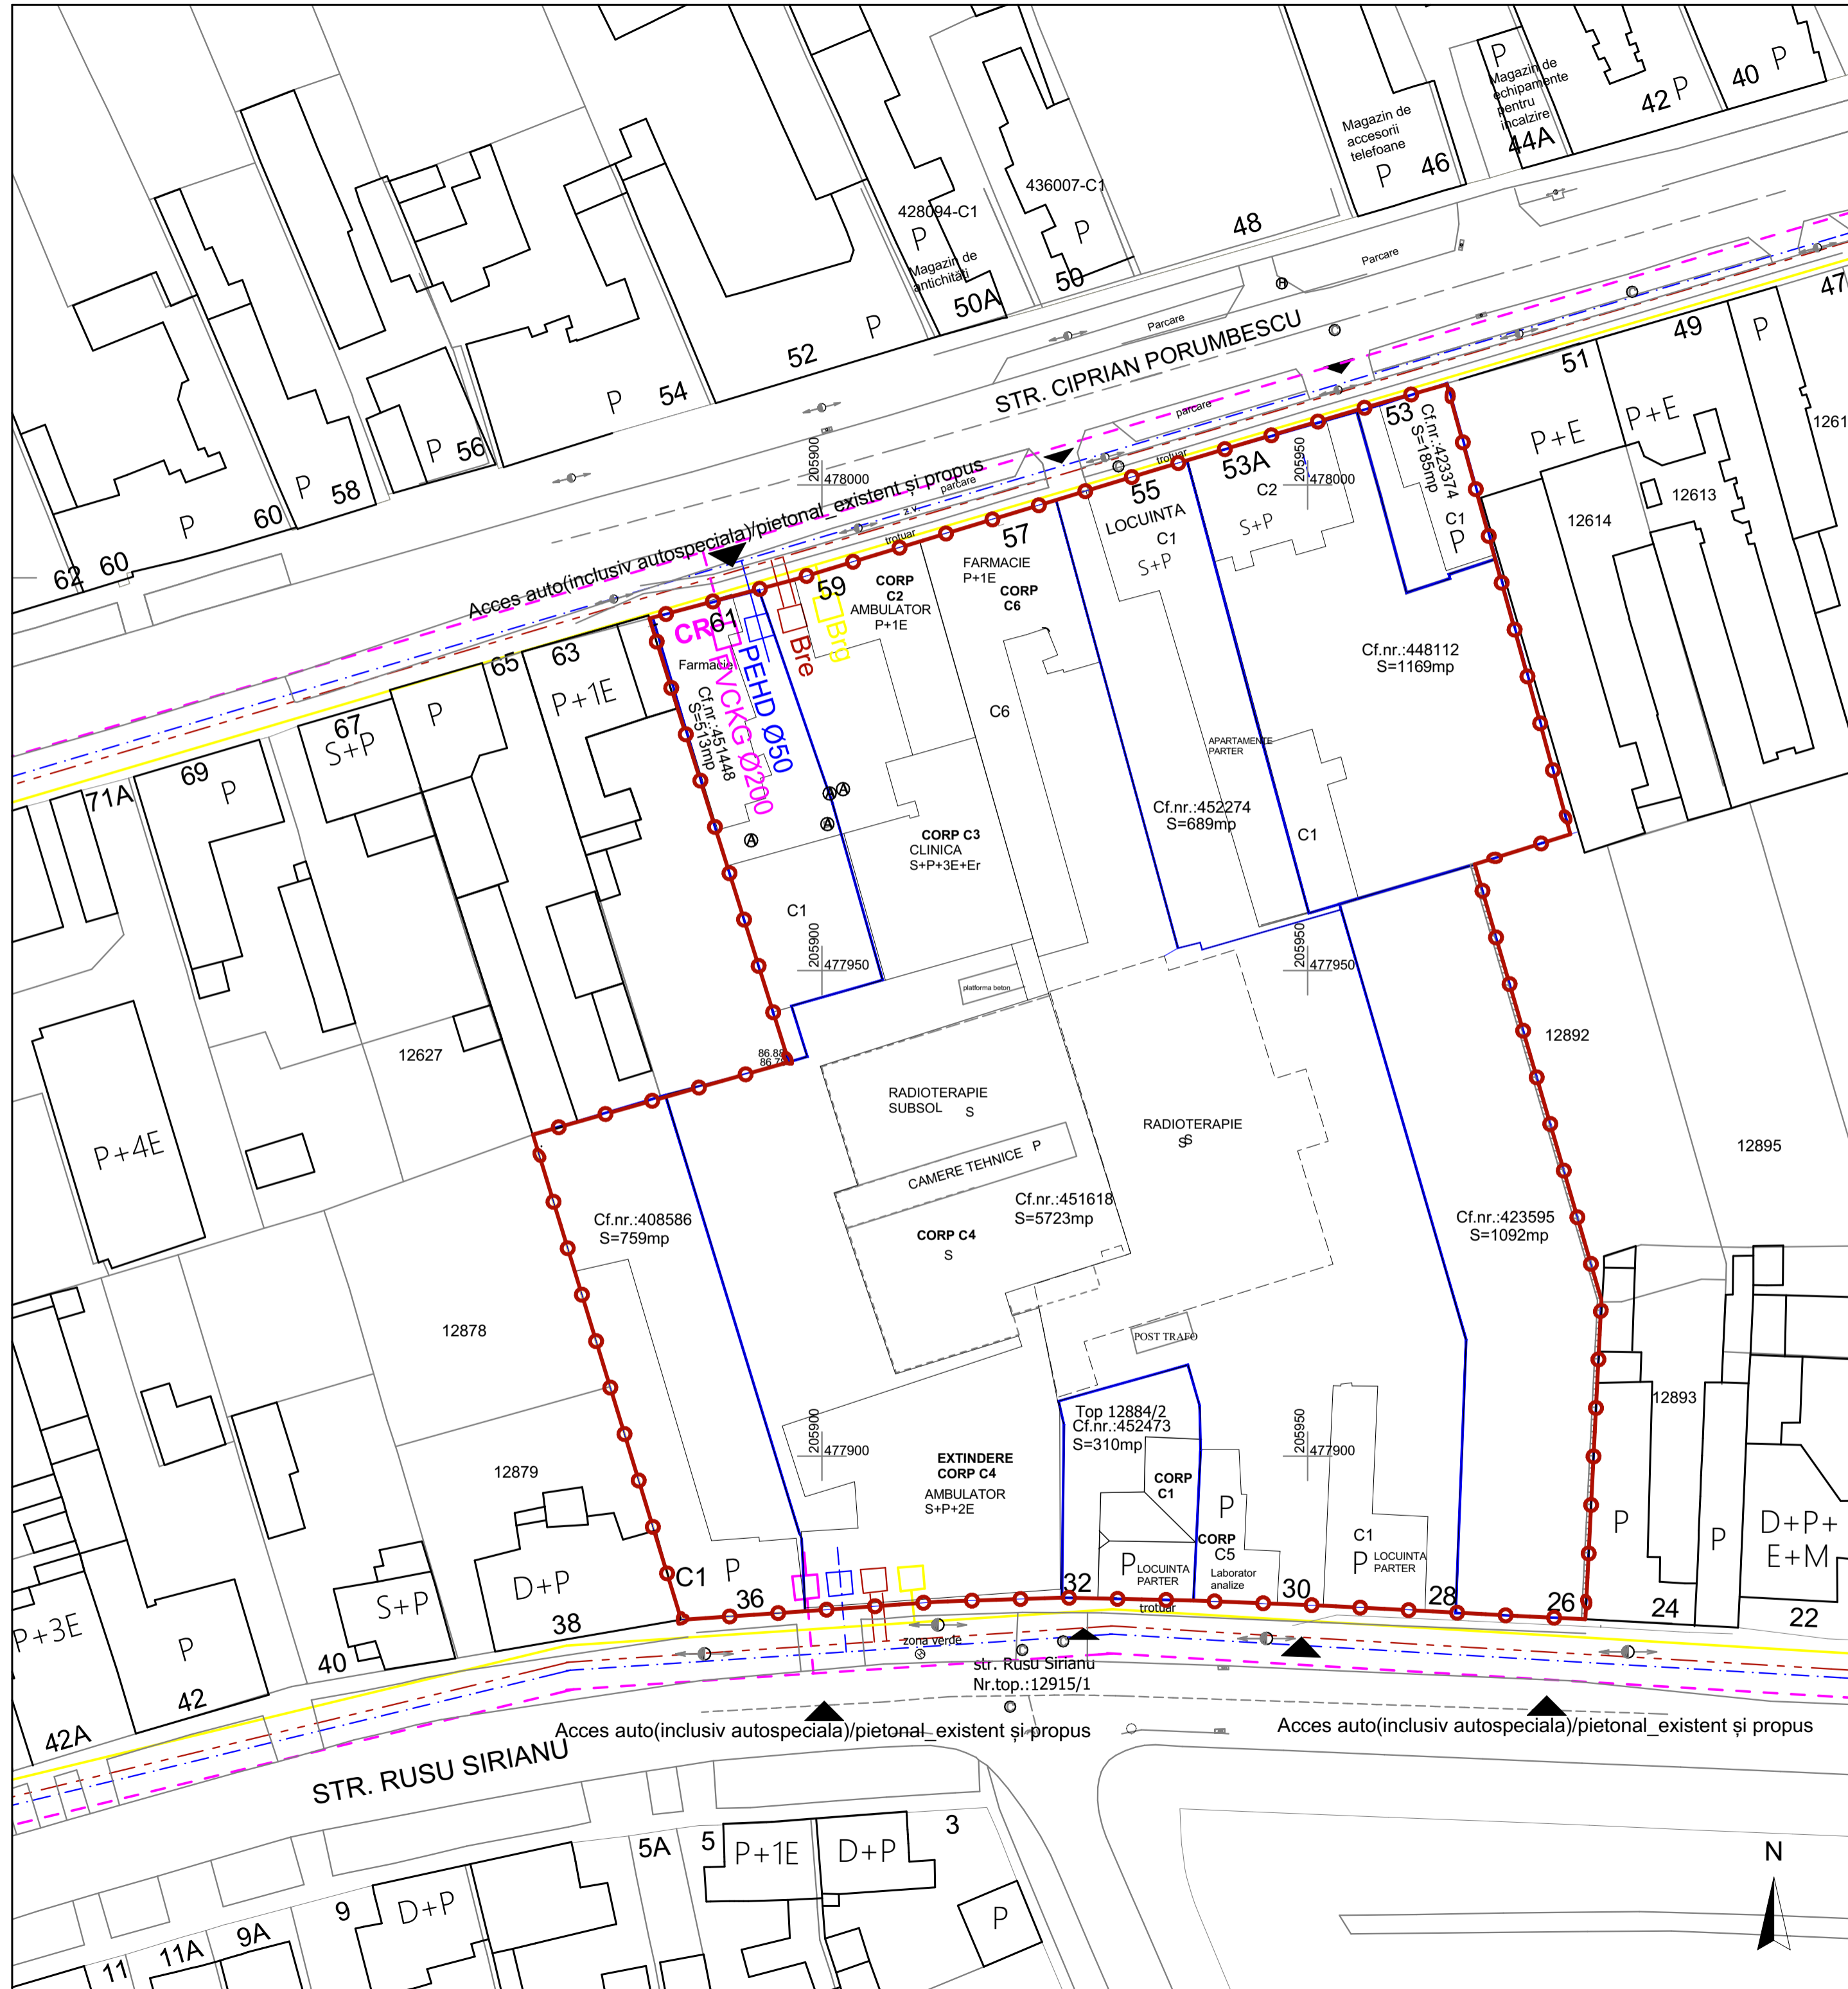 P
Magazin de
echipamente
pentru
incalzire
44A
42
P
40
P
Magazin de
accesorii
telefoane
P
46
48
436007-C1
P
50
428094-C1
P
Magazin de
antichități
50A
P
52
P
54
P
56
P
58
P
60
60
62
Parcare
Parcare
STR. CIPRIAN PORUMBESCU
parcare
parcare
z.v.
trotuar
trotuar
Acces auto(inclusiv autospeciala)/pietonal_existent și propus
47
49
51
P
P+E
P+E
12613
12614
53
Cf.nr.:423374
S=185mp
C1
P
53A
C2
S+P
55
LOCUINTA
C1
S+P
57
FARMACIE
P+1E
CORP
C6
59
CORP
C2
AMBULATOR
P+1E
61
CR
Farmacie
Cf.nr.:451448
S=513mp
PVCKG Ø200
PEHD Ø50
Bre
Brg
63
65
P+1E
P
67
S+P
69
P
71A
205900
478000
205950
478000
Cf.nr.:448112
S=1169mp
C6
APARTAMENTE
PARTER
Cf.nr.:452274
S=689mp
C1
CORP C3
CLINICA
S+P+3E+Er
C1
205900
477950
205950
477950
platforma beton
12627
12892
12895
P+4E
RADIOTERAPIE
SUBSOL
S
RADIOTERAPIE
S
CAMERE TEHNICE
P
Cf.nr.:451618
S=5723mp
CORP C4
S
Cf.nr.:408586
S=759mp
Cf.nr.:423595
S=1092mp
POST TRAFO
12878
12879
12893
Top 12884/2
Cf.nr.:452473
S=310mp
205900
477900
205950
477900
EXTINDERE
CORP C4
AMBULATOR
S+P+2E
CORP
C1
P
CORP
C5
Laborator
analize
P
LOCUINTA
PARTER
C1
P
LOCUINTA
PARTER
P
P
D+P+
E+M
C1
P
36
32
30
28
26
24
22
D+P
38
S+P
40
P
42
P+3E
42A
trotuar
zona verde
str. Rusu Sirianu
Nr.top.:12915/1
Acces auto(inclusiv autospeciala)/pietonal_existent și propus
Acces auto(inclusiv autospeciala)/pietonal_existent și propus
STR. RUSU SIRIANU
3
5
5A
P+1E
D+P
P
9
D+P
9A
11A
11
N